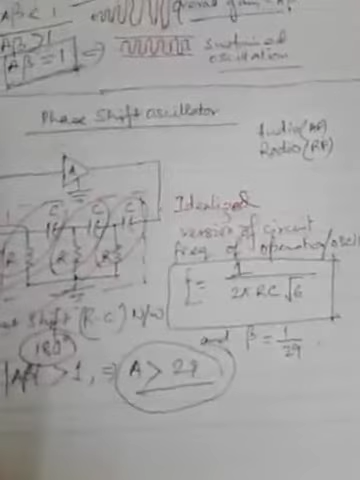 Aβ < 1
Aβ > 1
Aβ = 1 ⇒ sustained
oscillation
Phase Shift Oscillator
Audio (AF)
Radio (RF)
A
C C C
R R R
Idealized
version of circuit
freq of operation/oscill
f = 1 / 2πRC√6
Shift (R-C) N/W
180°
and β = 1/29
|Aβ| > 1, ⇒ A > 29